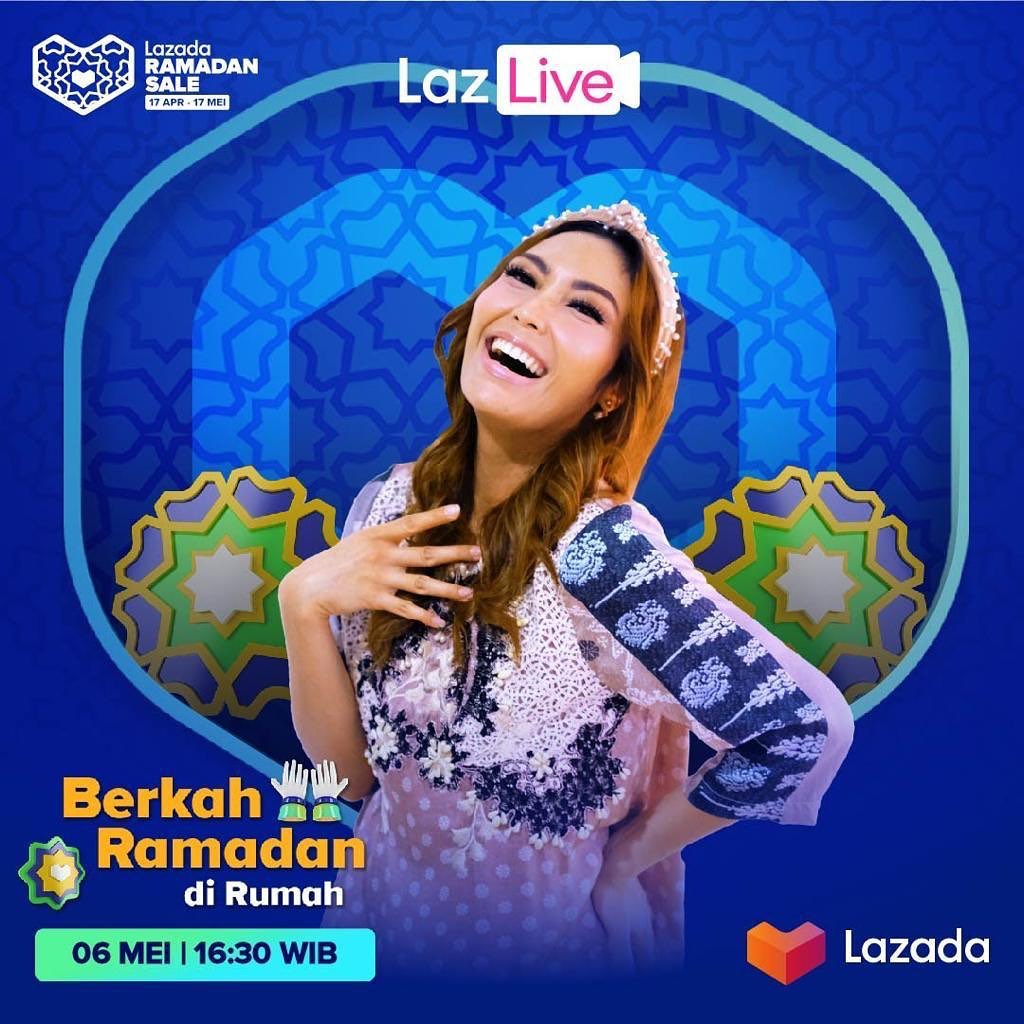 Lazada
RAMADAN
SALE
17 APR - 17 MEI
Laz Live
Berkah
Ramadan
di Rumah
06 MEI | 16:30 WIB
Lazada